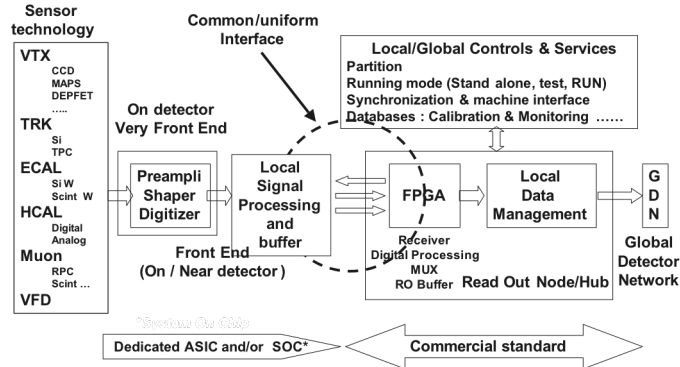 Sensor
technology
VTX
CCD
MAPS
DEPFET
.....
TRK
Si
TPC
ECAL
Si W
Scint W
HCAL
Digital
Analog
Muon
RPC
Scint ...
VFD
On detector
Very Front End
Preampli
Shaper
Digitizer
Common/uniform
Interface
Local
Signal
Processing
and
buffer
Front End
(On / Near detector)
Local/Global Controls & Services
Partition
Running mode (Stand alone, test, RUN)
Synchronization & machine interface
Databases : Calibration & Monitoring ......
FPGA
Receiver
Digital Processing
MUX
RO Buffer
Local
Data
Management
Read Out Node/Hub
G
D
N
Global
Detector
Network
*System On Chip
Dedicated ASIC and/or SOC*
Commercial standard